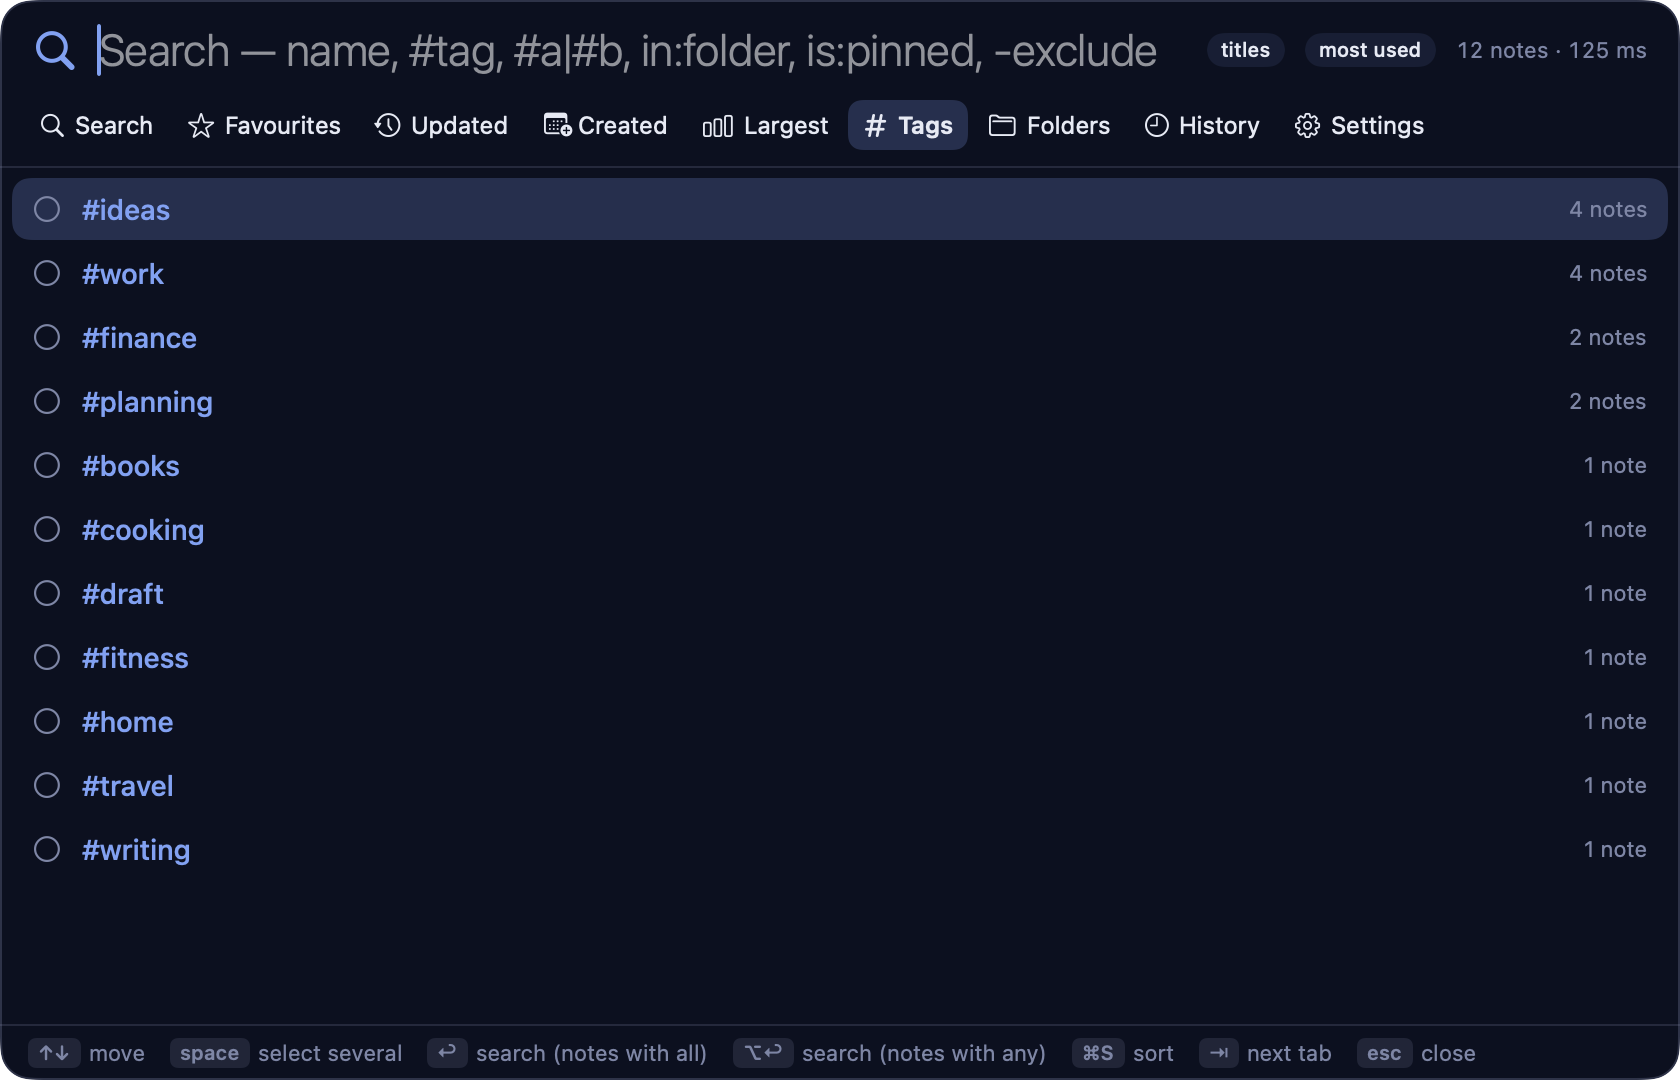 Search — name, #tag, #a|#b, in:folder, is:pinned, -exclude titles most used 12 notes · 125 ms
Search Favourites Updated Created Largest # Tags Folders History Settings
#ideas 4 notes
#work 4 notes
#finance 2 notes
#planning 2 notes
#books 1 note
#cooking 1 note
#draft 1 note
#fitness 1 note
#home 1 note
#travel 1 note
#writing 1 note
↑↓ move space select several ↩ search (notes with all) ⌥↩ search (notes with any) ⌘S sort ⇥ next tab esc close